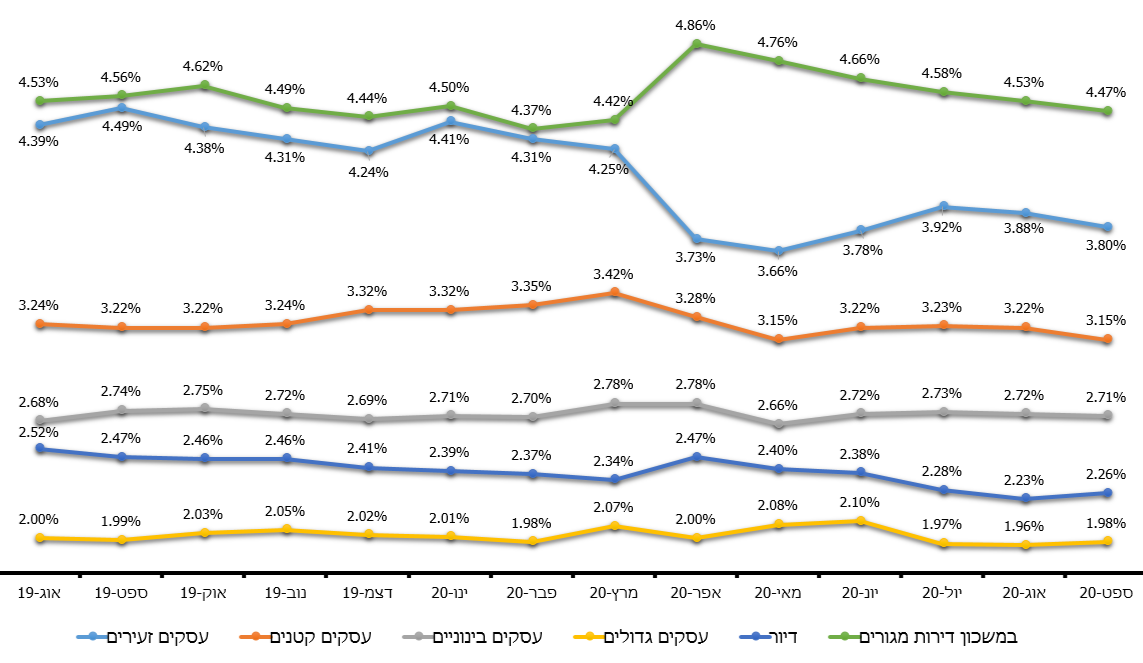 4.53% 4.56% 4.62% 4.49% 4.44% 4.50% 4.37% 4.42% 4.86% 4.76% 4.66% 4.58% 4.53% 4.47%
4.39% 4.49% 4.38% 4.31% 4.24% 4.41% 4.31% 4.25% 3.73% 3.66% 3.78% 3.92% 3.88% 3.80%
3.24% 3.22% 3.22% 3.24% 3.32% 3.32% 3.35% 3.42% 3.28% 3.15% 3.22% 3.23% 3.22% 3.15%
2.68% 2.74% 2.75% 2.72% 2.69% 2.71% 2.70% 2.78% 2.78% 2.66% 2.72% 2.73% 2.72% 2.71%
2.52% 2.47% 2.46% 2.46% 2.41% 2.39% 2.37% 2.34% 2.47% 2.40% 2.38% 2.28% 2.23% 2.26%
2.00% 1.99% 2.03% 2.05% 2.02% 2.01% 1.98% 2.07% 2.00% 2.08% 2.10% 1.97% 1.96% 1.98%
אוג-19 ספט-19 אוק-19 נוב-19 דצמ-19 ינו-20 פבר-20 מרץ-20 אפר-20 מאי-20 יונ-20 יול-20 אוג-20 ספט-20
עסקים זעירים עסקים קטנים עסקים בינוניים עסקים גדולים דיור במשכון דירות מגורים